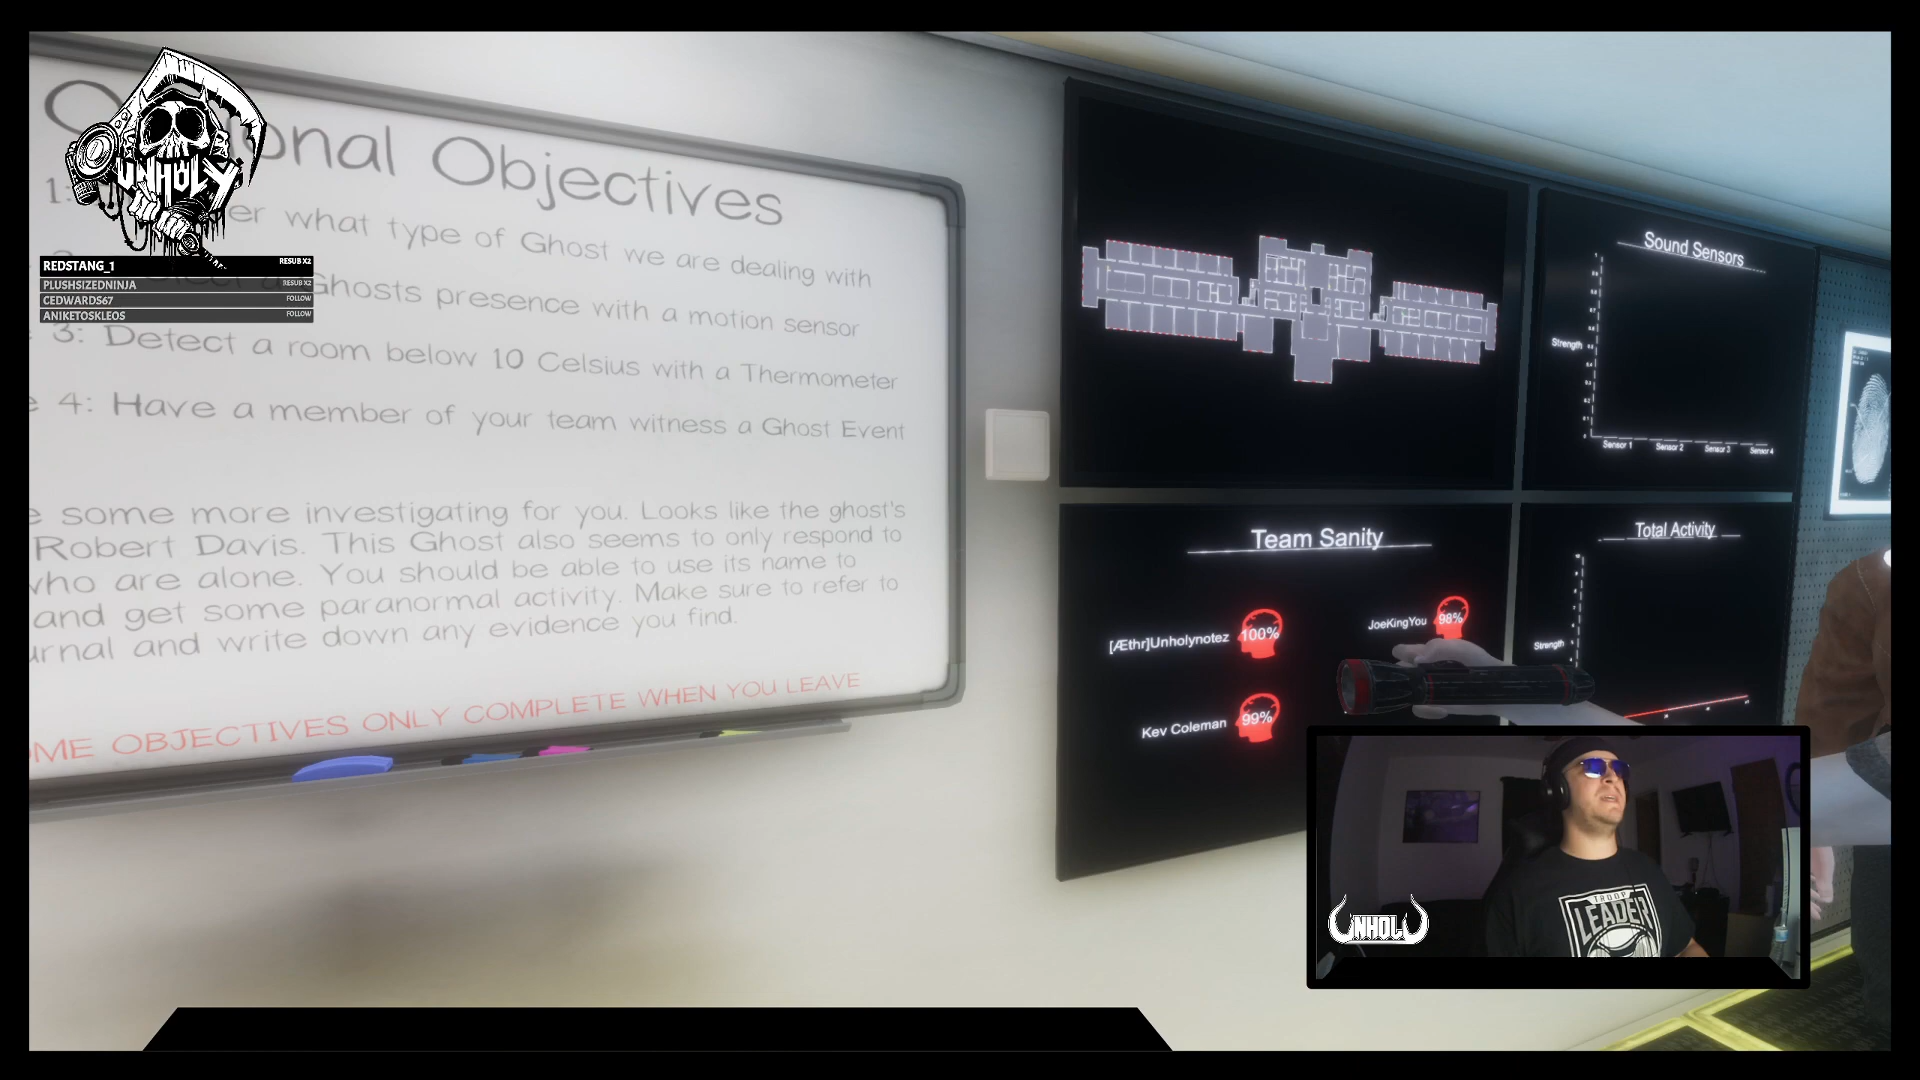 onal Objectives
1: er what type of Ghost we are dealing with
Ghosts presence with a motion sensor
3: Detect a room below 10 Celsius with a Thermometer
4: Have a member of your team witness a Ghost Event
some more investigating for you. Looks like the ghost's
Robert Davis. This Ghost also seems to only respond to
who are alone. You should be able to use its name to
and get some paranormal activity. Make sure to refer to
urnal and write down any evidence you find.
OME OBJECTIVES ONLY COMPLETE WHEN YOU LEAVE
UNHOLY
REDSTANG_1 RESUB X2
PLUSHSIZEDNINJA RESUB X2
CEDWARDS67 FOLLOW
ANIKETOSKLEOS FOLLOW
Sound Sensors
Strength
Sensor 1 Sensor 2 Sensor 3 Sensor 4
Team Sanity
[Æthr]Unholynotez 100%
JoeKingYou 98%
Kev Coleman 99%
Total Activity
Strength
TROOP
LEADER
UNHOLY